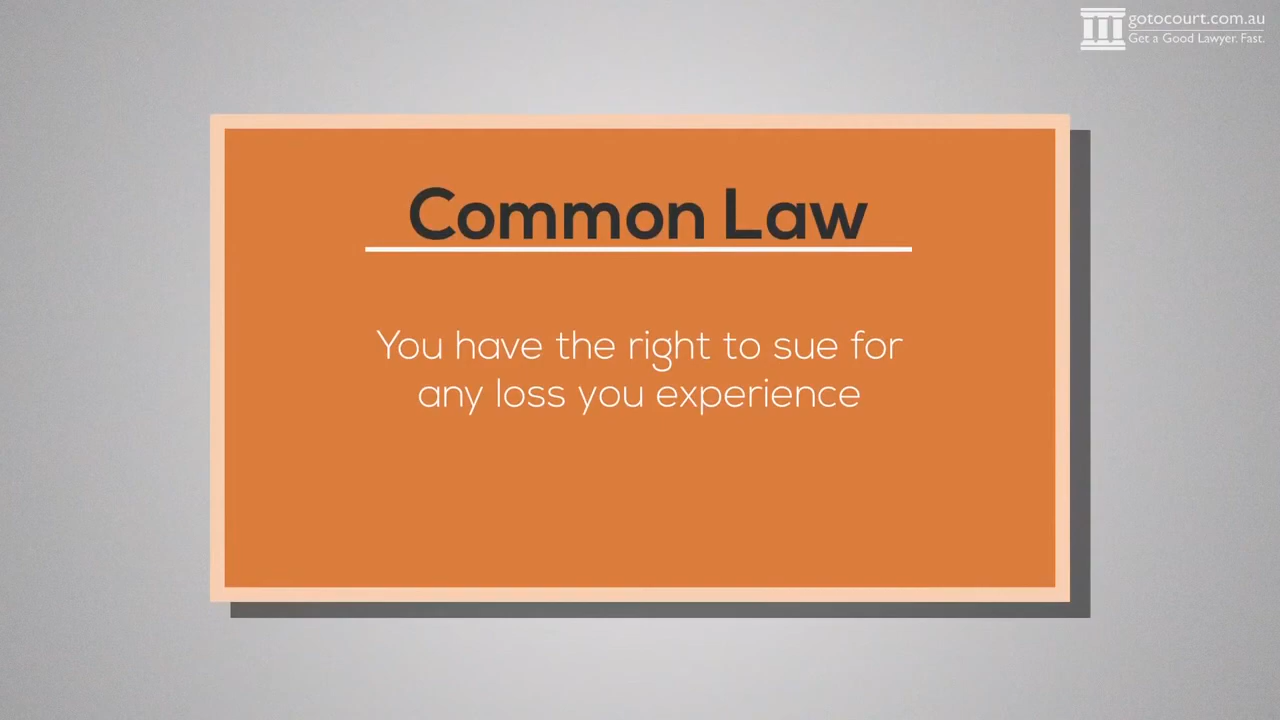 gotocourt.com.au
Get a Good Lawyer. Fast.
Common Law
You have the right to sue for
any loss you experience